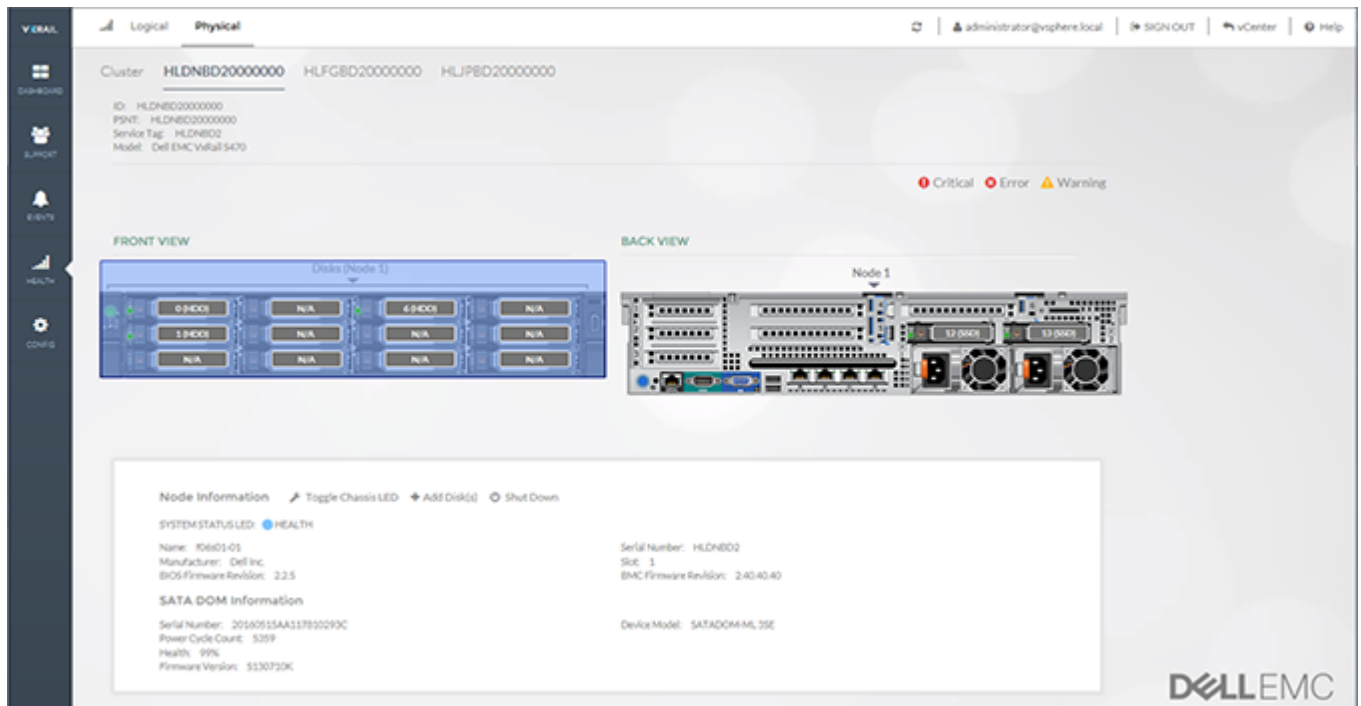 VXRAIL
Logical Physical administrator@vsphere.local SIGN OUT vCenter Help
DASHBOARD
SUPPORT
EVENTS
HEALTH
CONFIG
Cluster HLDNBD20000000 HLFGBD20000000 HLJPBD20000000
ID: HLDNBD20000000
PSNT: HLDNBD20000000
Service Tag: HLDNBD2
Model: Dell EMC VxRail S470
Critical Error Warning
FRONT VIEW
Disks (Node 1)
0 (HDD) N/A 6 (HDD) N/A
1 (HDD) N/A N/A N/A
N/A N/A N/A N/A
BACK VIEW
Node 1
12 (SSD) 13 (SSD)
Node Information Toggle Chassis LED Add Disk(s) Shut Down
SYSTEM STATUS LED: HEALTH
Name: f06601-01
Manufacturer: Dell Inc.
BIOS Firmware Revision: 2.2.5
Serial Number: HLDNBD2
Slot: 1
BMC Firmware Revision: 2.40.40.40
SATA DOM Information
Serial Number: 20160515AA117810293C
Power Cycle Count: 5359
Health: 99%
Firmware Version: S130710K
Device Model: SATADOM-ML 3SE
DELLEMC